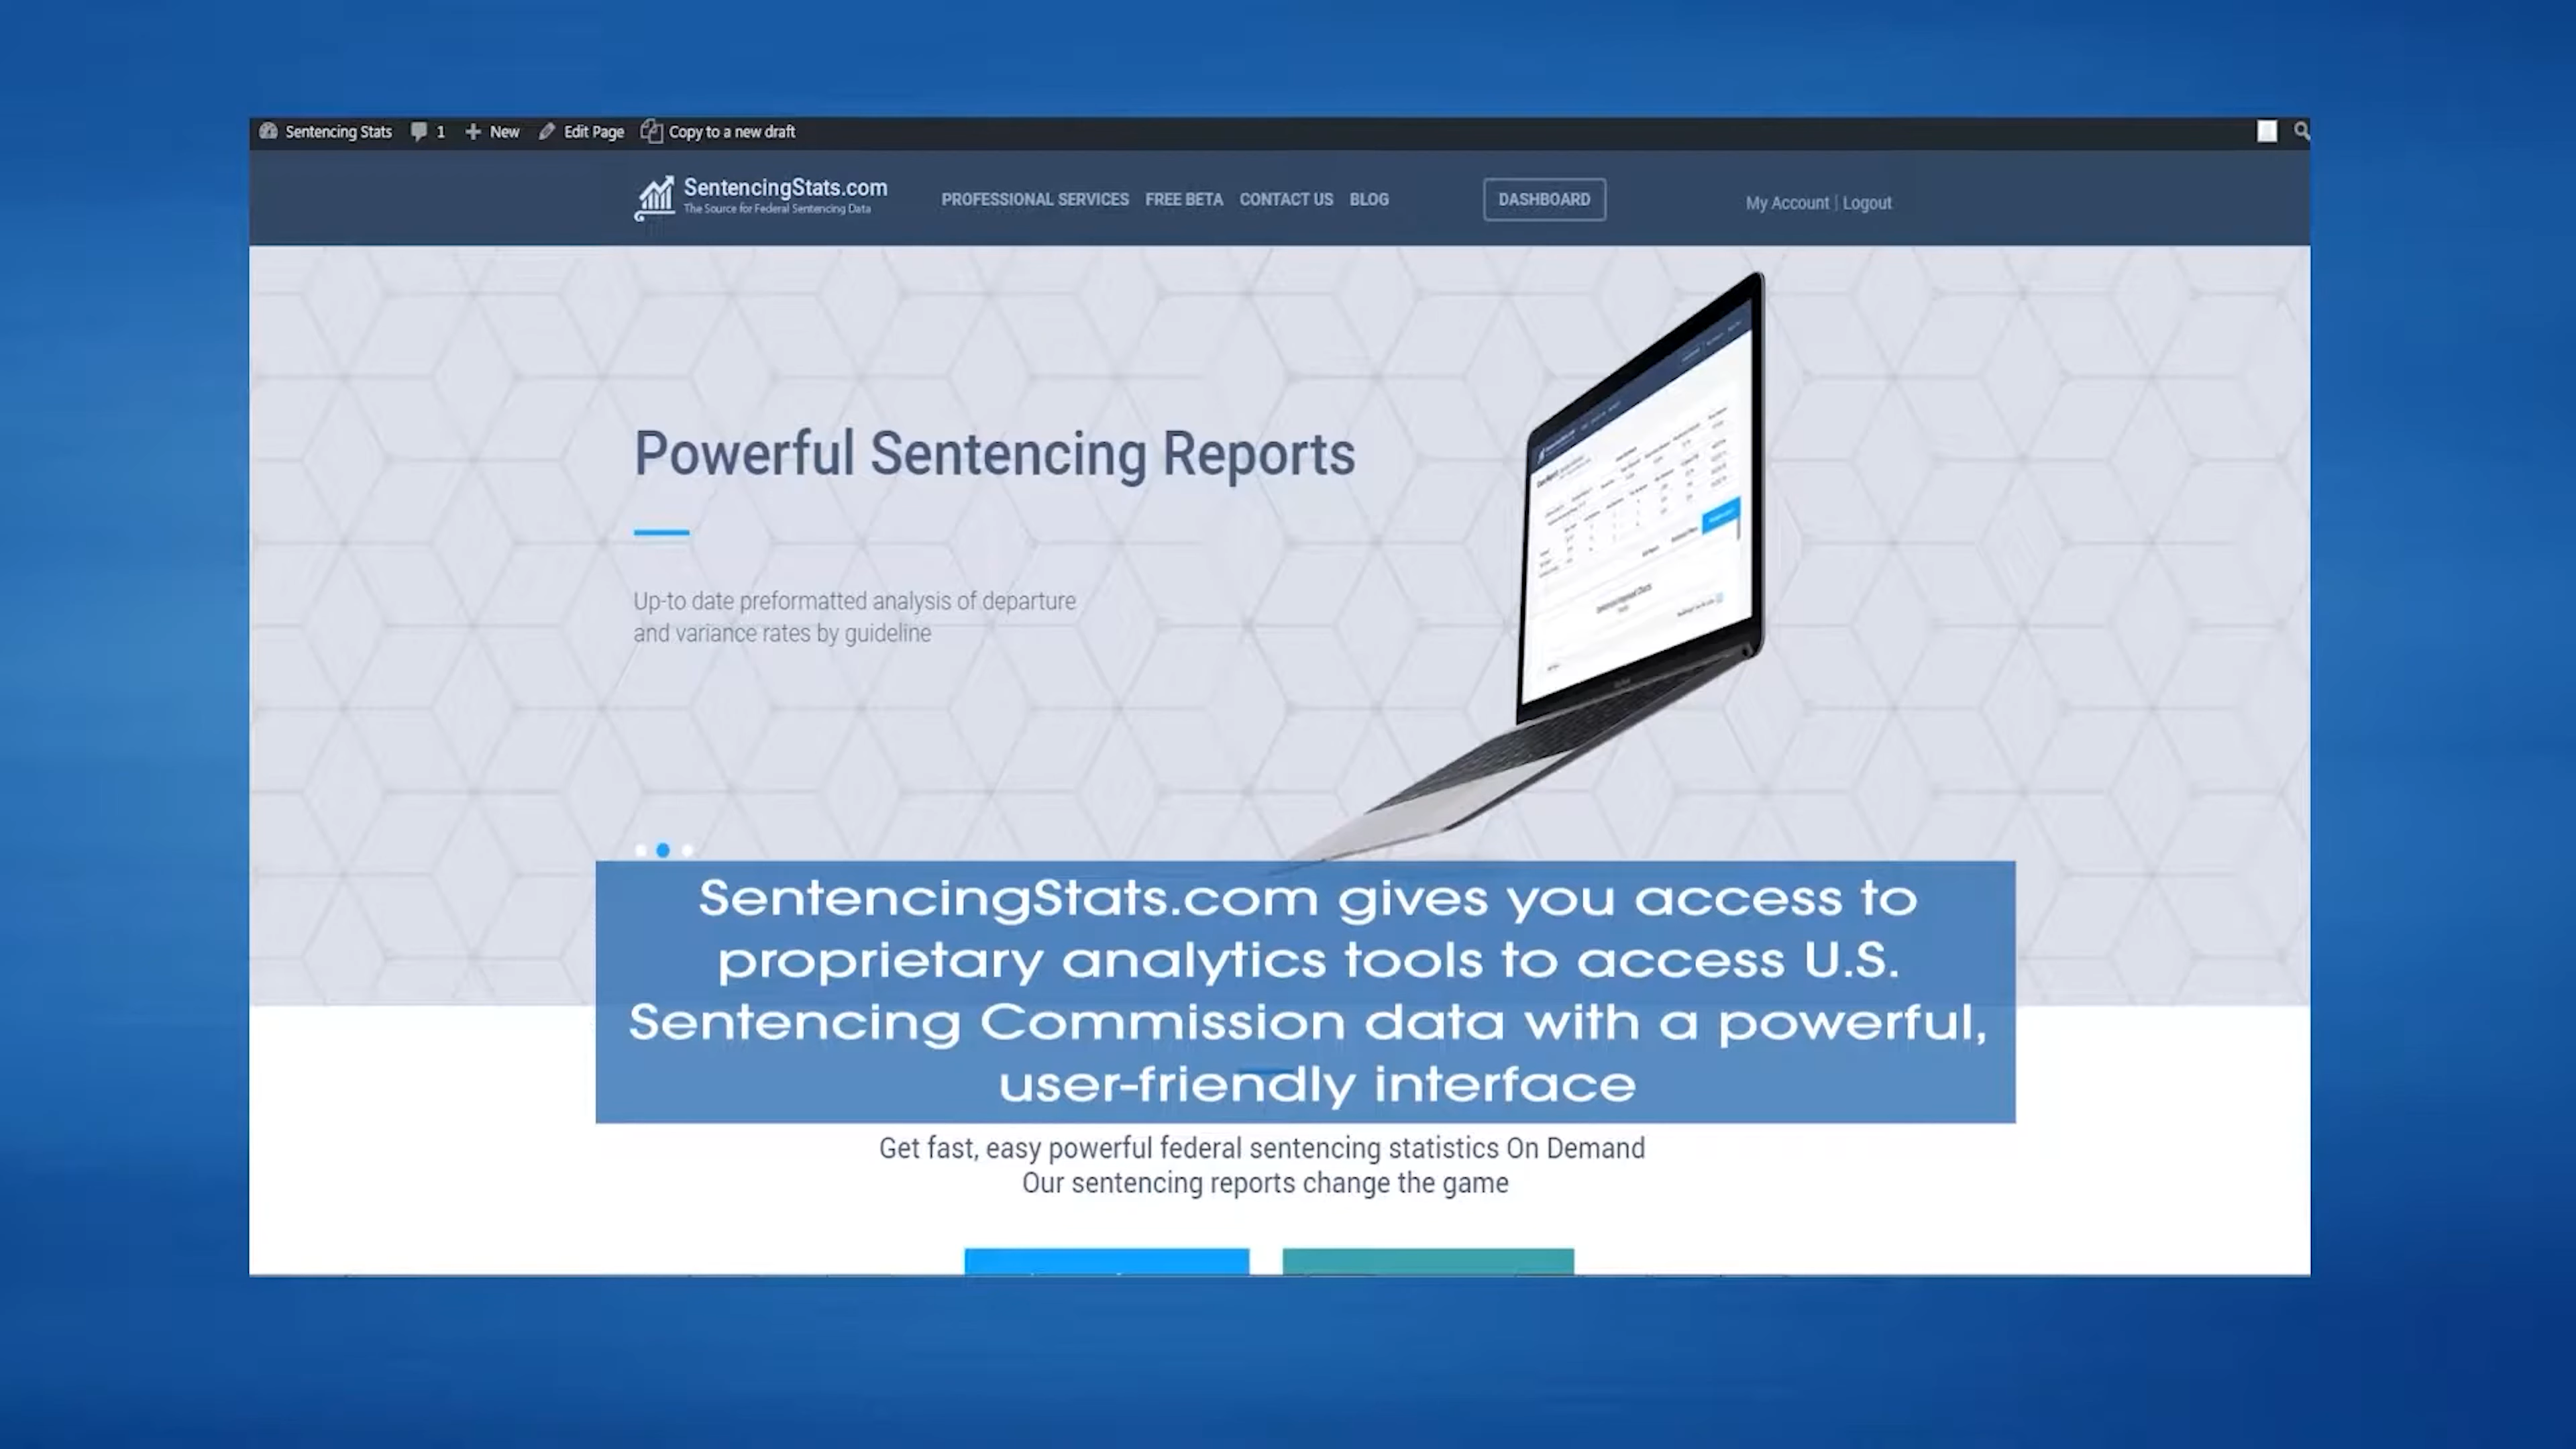 Sentencing Stats 1 New Edit Page Copy to a new draft
SentencingStats.com
The Source for Federal Sentencing Data
PROFESSIONAL SERVICES FREE BETA CONTACT US BLOG DASHBOARD My Account | Logout
Powerful Sentencing Reports
Up-to date preformatted analysis of departure
and variance rates by guideline
SentencingStats.com gives you access to
proprietary analytics tools to access U.S.
Sentencing Commission data with a powerful,
user-friendly interface
Get fast, easy powerful federal sentencing statistics On Demand
Our sentencing reports change the game